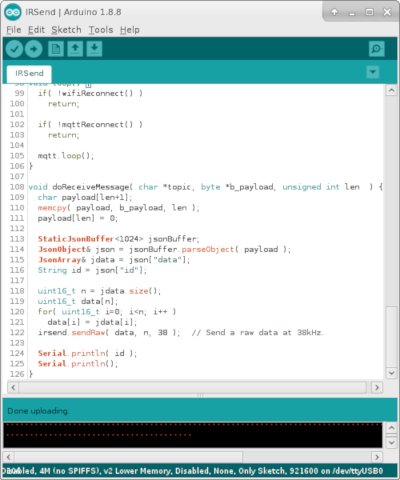 IRSend | Arduino 1.8.8
File Edit Sketch Tools Help
IRSend
98 void loop() {
99 if( !wifiReconnect() )
100 return;
101
102 if( !mqttReconnect() )
103 return;
104
105 mqtt.loop();
106 }
107
108 void doReceiveMessage( char *topic, byte *b_payload, unsigned int len ) {
109 char payload[len+1];
110 memcpy( payload, b_payload, len );
111 payload[len] = 0;
112
113 StaticJsonBuffer<1024> jsonBuffer;
114 JsonObject& json = jsonBuffer.parseObject( payload );
115 JsonArray& jdata = json["data"];
116 String id = json["id"];
117
118 uint16_t n = jdata.size();
119 uint16_t data[n];
120 for( uint16_t i=0; i<n, i++ )
121 data[i] = jdata[i];
122 irsend.sendRaw( data, n, 38 ); // Send a raw data at 38kHz.
123
124 Serial.println( id );
125 Serial.println();
126 }
Done uploading.
, 4M (no SPIFFS), v2 Lower Memory, Disabled, None, Only Sketch, 921600 on /dev/ttyUSB0